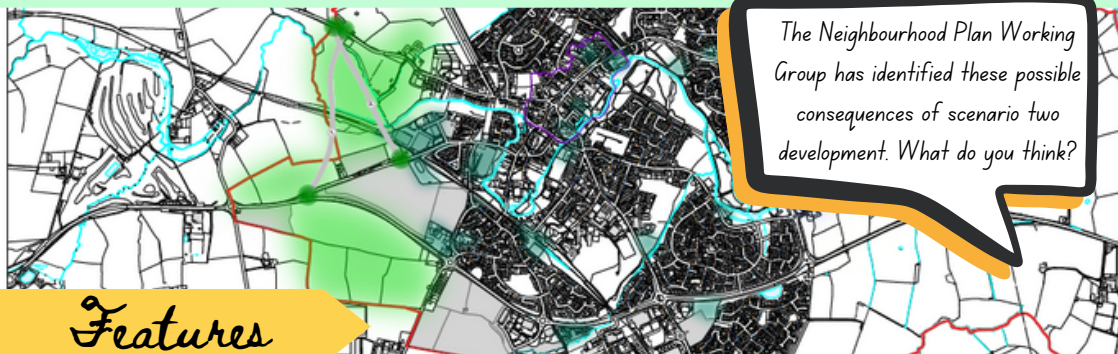 The Neighbourhood Plan Working
Group has identified these possible
consequences of scenario two
development. What do you think?
Features